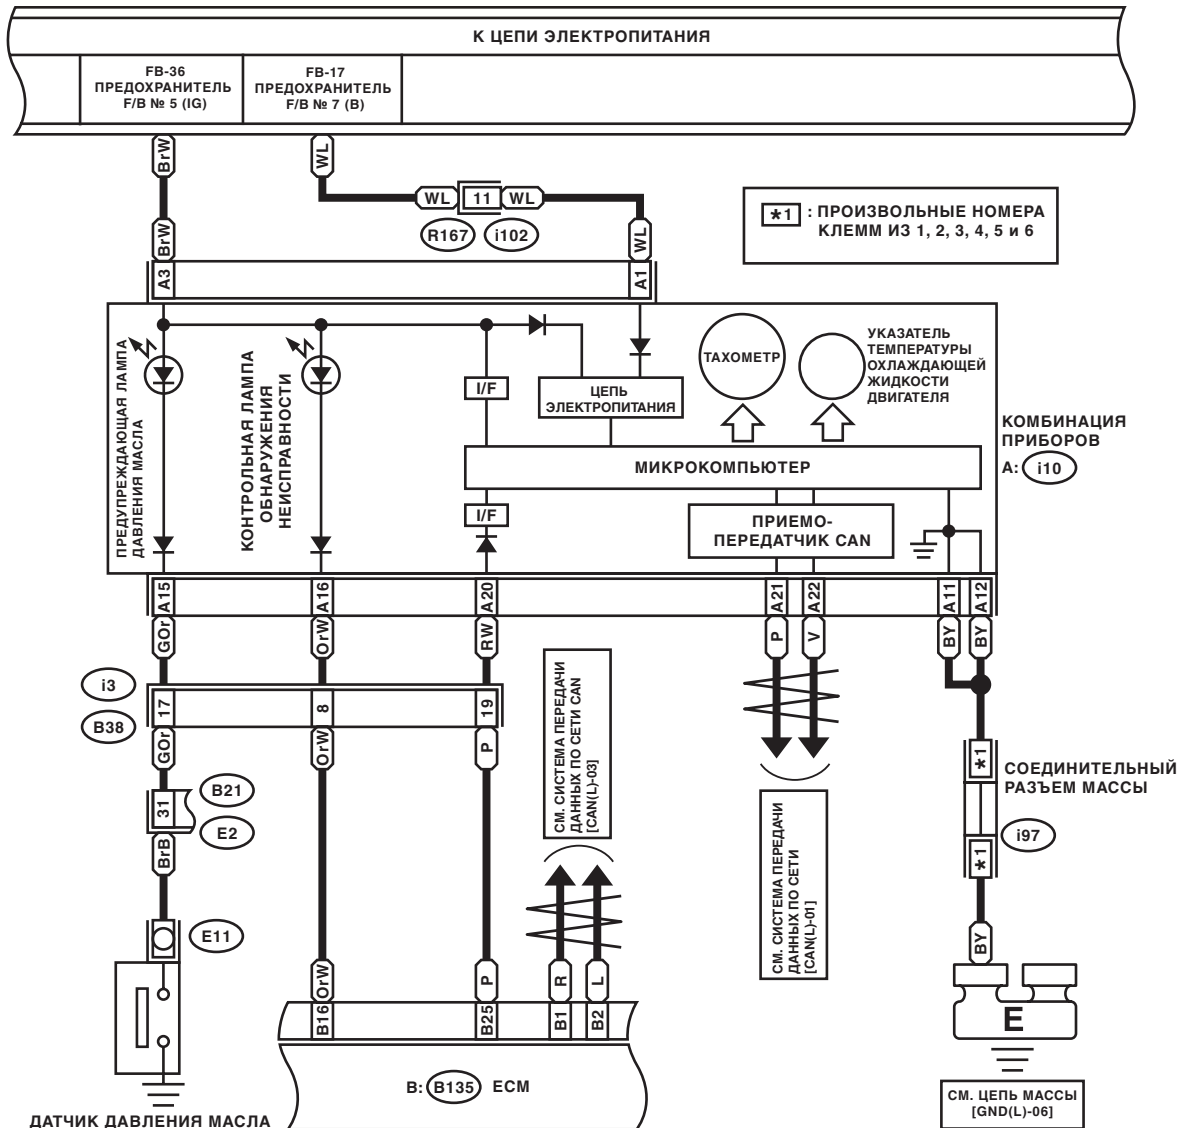 К ЦЕПИ ЭЛЕКТРОПИТАНИЯ
FB-36
ПРЕДОХРАНИТЕЛЬ
F/B № 5 (IG)
FB-17
ПРЕДОХРАНИТЕЛЬ
F/B № 7 (B)
BrW
WL
WL 11 WL
R167 i102
BrW
WL
*1 : ПРОИЗВОЛЬНЫЕ НОМЕРА
КЛЕММ ИЗ 1, 2, 3, 4, 5 и 6
A3
A1
ПРЕДУПРЕЖДАЮЩАЯ ЛАМПА
ДАВЛЕНИЯ МАСЛА
КОНТРОЛЬНАЯ ЛАМПА
ОБНАРУЖЕНИЯ
НЕИСПРАВНОСТИ
I/F
ЦЕПЬ
ЭЛЕКТРОПИТАНИЯ
ТАХОМЕТР
УКАЗАТЕЛЬ
ТЕМПЕРАТУРЫ
ОХЛАЖДАЮЩЕЙ
ЖИДКОСТИ
ДВИГАТЕЛЯ
КОМБИНАЦИЯ
ПРИБОРОВ
A: i10
МИКРОКОМПЬЮТЕР
I/F
ПРИЕМО-
ПЕРЕДАТЧИК CAN
A15
A16
A20
A21
A22
A11
A12
GOr
OrW
RW
P
V
BY
BY
i3
B38
17
8
19
GOr
OrW
P
B21
E2
31
BrB
E11
СМ. СИСТЕМА ПЕРЕДАЧИ
ДАННЫХ ПО СЕТИ CAN
[CAN(L)-03]
СМ. СИСТЕМА ПЕРЕДАЧИ
ДАННЫХ ПО СЕТИ
[CAN(L)-01]
*1
СОЕДИНИТЕЛЬНЫЙ
РАЗЪЕМ МАССЫ
i97
*1
BY
OrW
P
R
L
B16
B25
B1
B2
B: B135 ECM
E
СМ. ЦЕПЬ МАССЫ
[GND(L)-06]
ДАТЧИК ДАВЛЕНИЯ МАСЛА